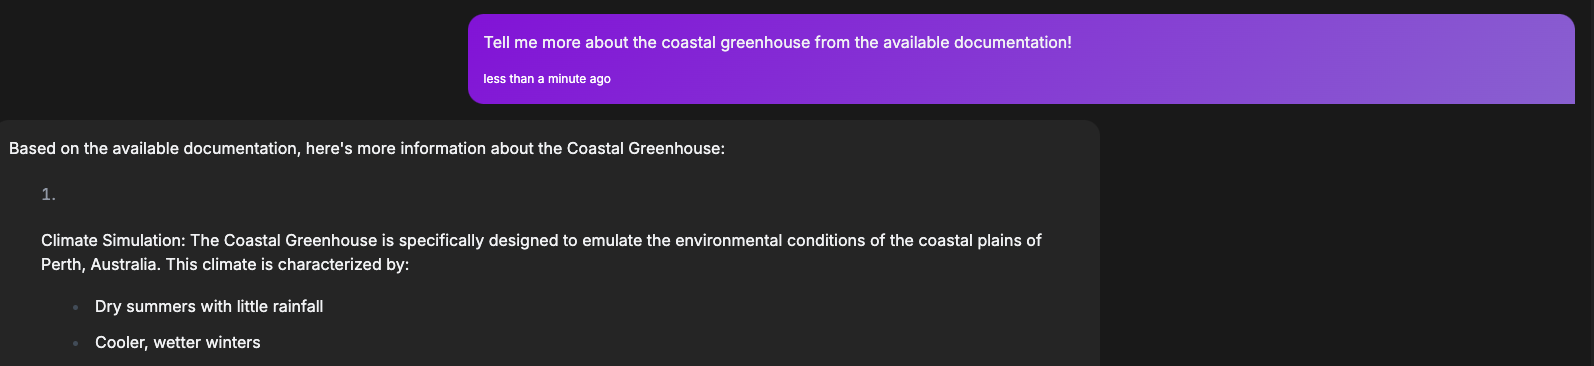 Tell me more about the coastal greenhouse from the available documentation!
less than a minute ago
Based on the available documentation, here's more information about the Coastal Greenhouse:
1.
Climate Simulation: The Coastal Greenhouse is specifically designed to emulate the environmental conditions of the coastal plains of
Perth, Australia. This climate is characterized by:
• Dry summers with little rainfall
• Cooler, wetter winters